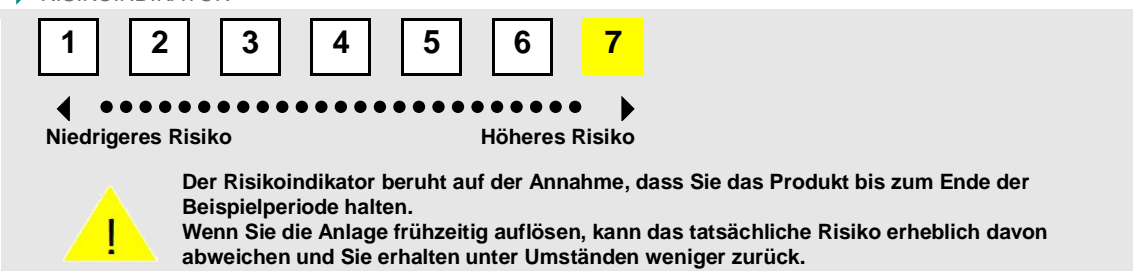 RISIKOINDIKATOR
1 2 3 4 5 6 7
Niedrigeres Risiko Höheres Risiko
Der Risikoindikator beruht auf der Annahme, dass Sie das Produkt bis zum Ende der
Beispielperiode halten.
! Wenn Sie die Anlage frühzeitig auflösen, kann das tatsächliche Risiko erheblich davon
abweichen und Sie erhalten unter Umständen weniger zurück.